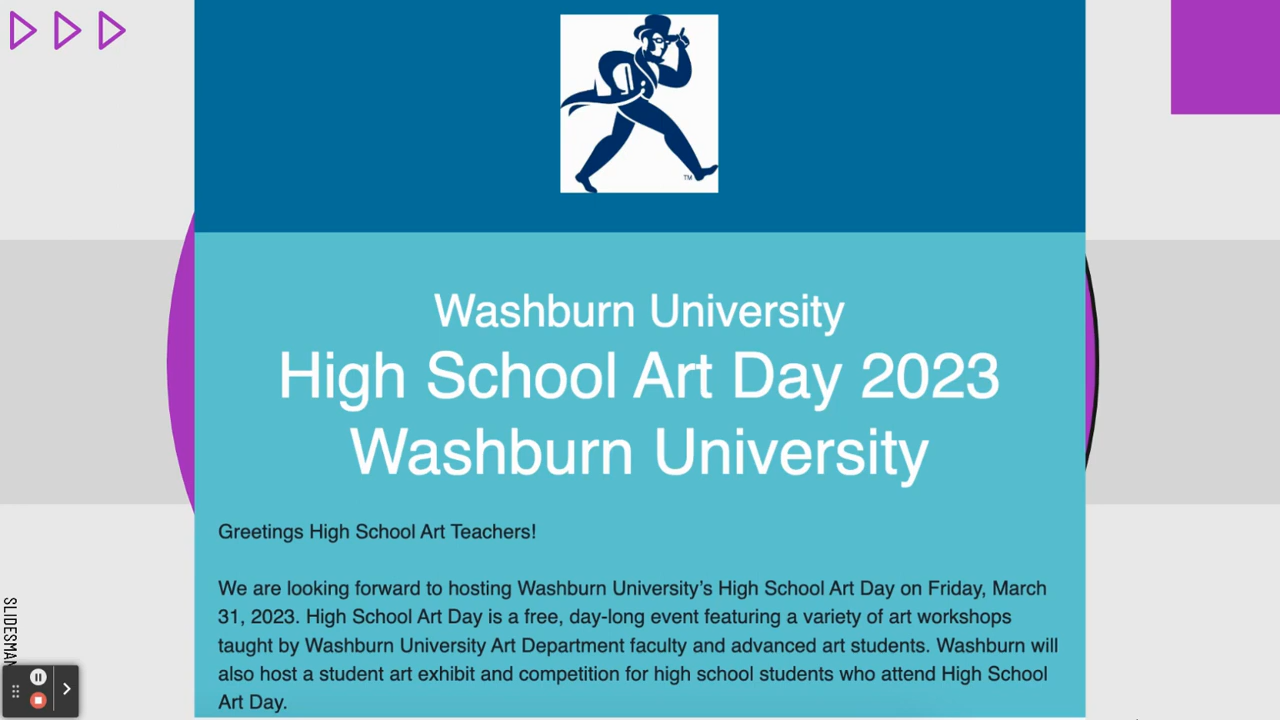 TM
Washburn University
High School Art Day 2023
Washburn University
Greetings High School Art Teachers!
We are looking forward to hosting Washburn University’s High School Art Day on Friday, March
31, 2023. High School Art Day is a free, day-long event featuring a variety of art workshops
taught by Washburn University Art Department faculty and advanced art students. Washburn will
also host a student art exhibit and competition for high school students who attend High School
Art Day.
SLIDESMAN